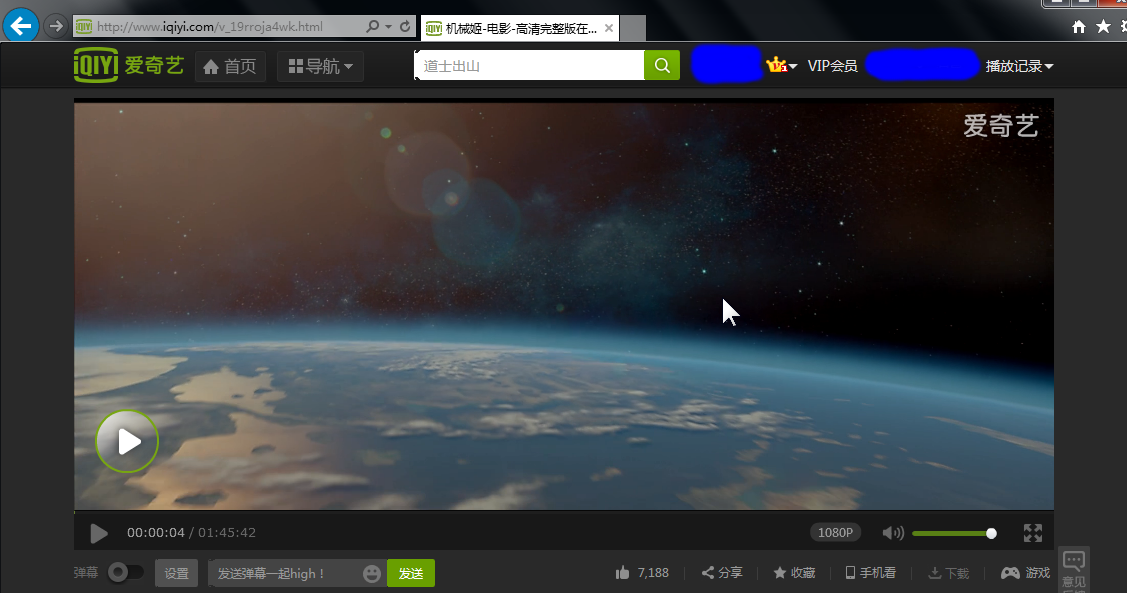 http://www.iqiyi.com/v_19rroja4wk.html
iQIYI 机械姬-电影-高清完整版在...
iQIYI 爱奇艺 首页 导航 道士出山 VIP会员 播放记录
爱奇艺
00:00:04 / 01:45:42 1080P
弹幕 设置 发送弹幕一起high！ 发送 7,188 分享 收藏 手机看 下载 游戏
意见